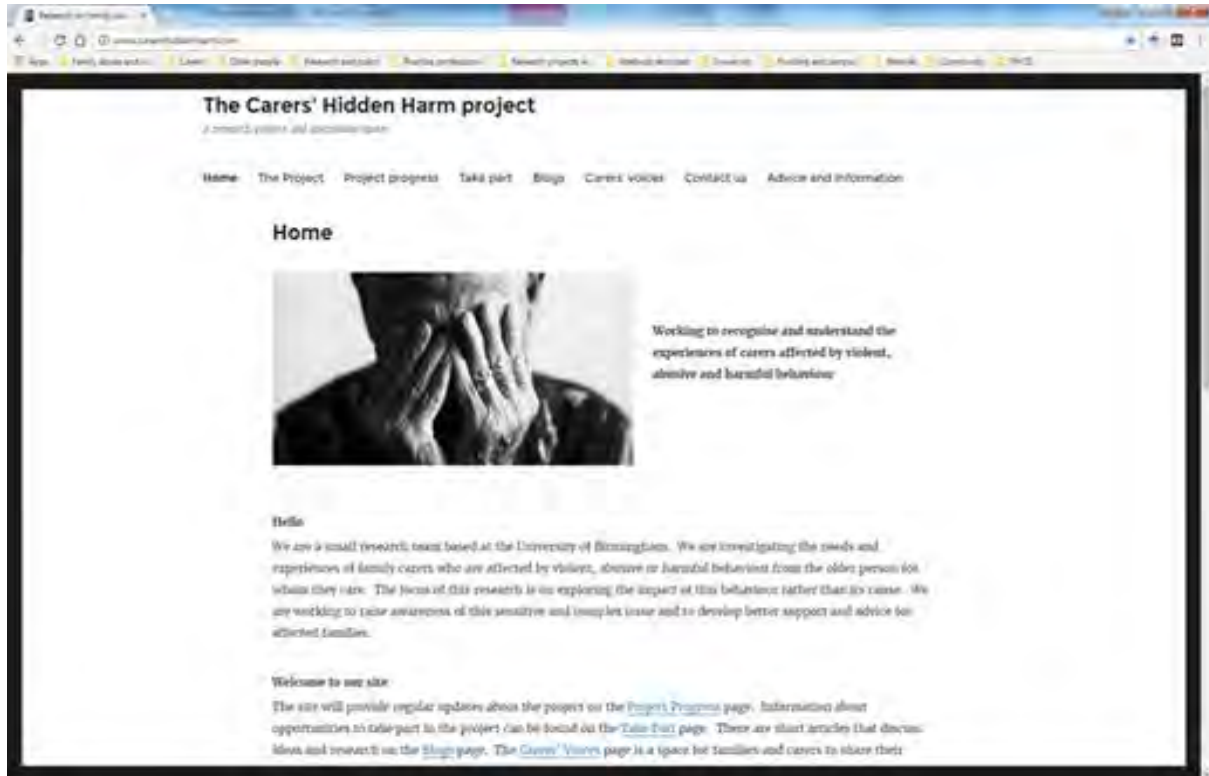 The Carers' Hidden Harm project
Home The Project Project progress Take part Blogs Carers voices Contact us Advice and information
Home
Working to recognise and understand the
experiences of carers affected by violent,
abusive and harmful behaviour
Hello
We are a small research team based at the University of Birmingham. We are investigating the needs and
experiences of family carers who are affected by violent, abusive or harmful behaviour from the older person for
whom they care. The focus of this research is on exploring the impact of this behaviour rather than its cause. We
are working to raise awareness of this sensitive and complex issue and to develop better support and advice for
affected families.
Welcome to our site
The site will provide regular updates about the project on the Project Progress page. Information about
opportunities to take part in the project can be found on the Take Part page. There are short articles that discuss
ideas and research on the Blogs page. The Carers' Voices page is a space for families and carers to share their